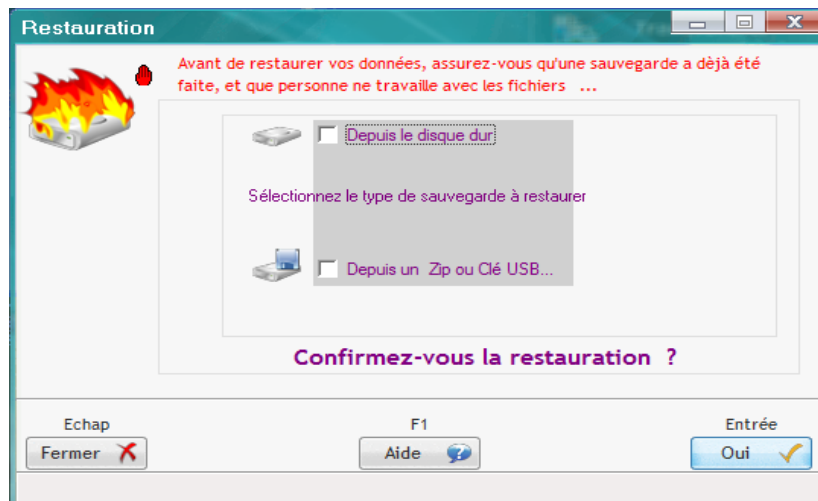 Restauration
Avant de restaurer vos données, assurez-vous qu'une sauvegarde a dèjà été
faite, et que personne ne travaille avec les fichiers ...
Depuis le disque dur
Sélectionnez le type de sauvegarde à restaurer
Depuis un Zip ou Clé USB...
Confirmez-vous la restauration ?
Echap F1 Entrée
Fermer Aide Oui